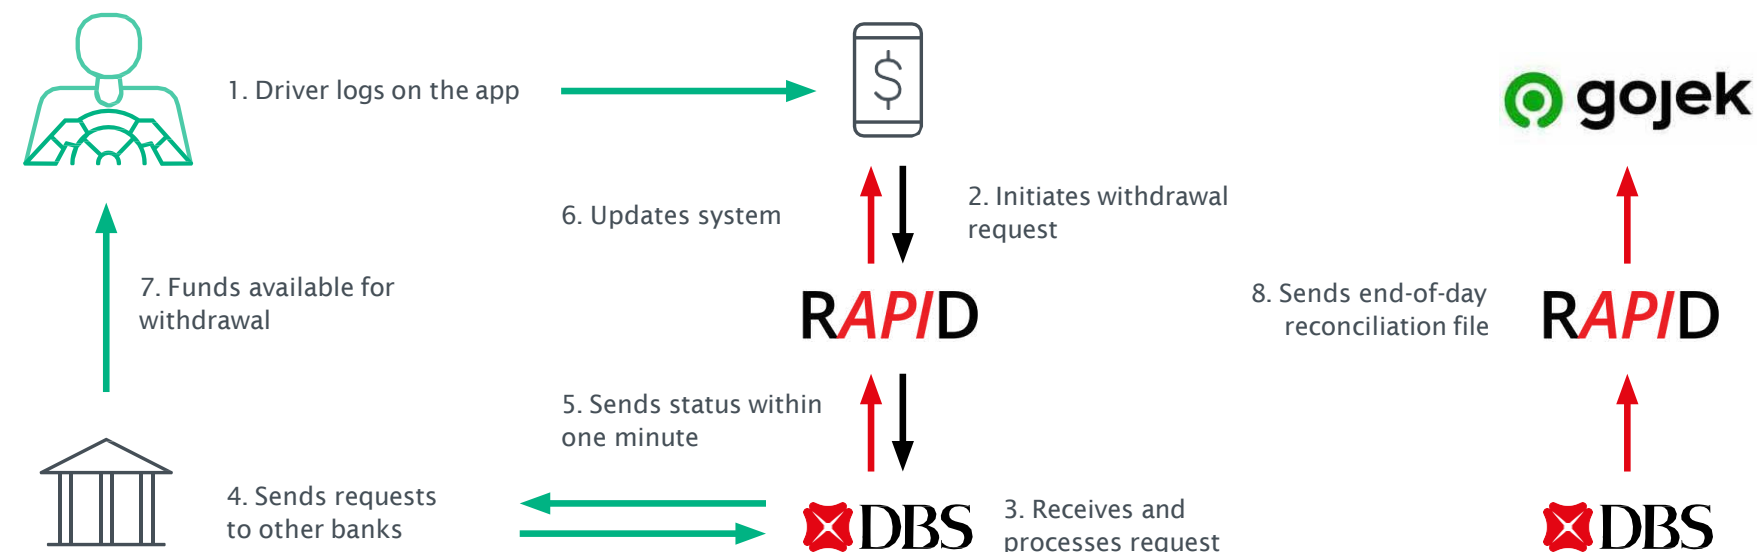 1. Driver logs on the app
$
gojek
6. Updates system
2. Initiates withdrawal
request
7. Funds available for
withdrawal
RAPID
8. Sends end-of-day
reconciliation file
RAPID
5. Sends status within
one minute
4. Sends requests
to other banks
DBS
3. Receives and
processes request
DBS